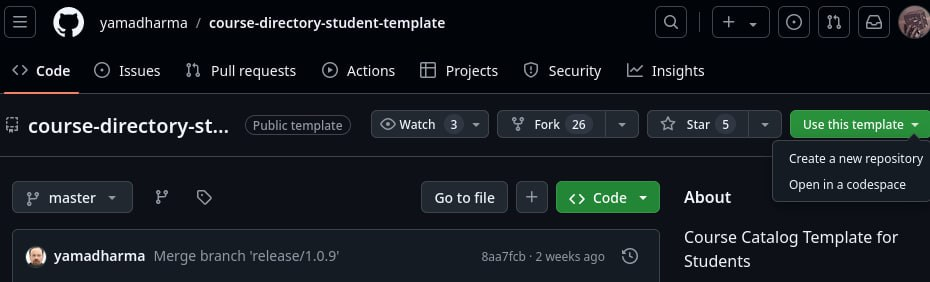 yamadharma / course-directory-student-template
Code Issues Pull requests Actions Projects Security Insights
course-directory-st... Public template Watch 3 Fork 26 Star 5 Use this template
Create a new repository
Open in a codespace
master Go to file Code About
Course Catalog Template for
Students
yamadharma Merge branch 'release/1.0.9' 8aa7fcb · 2 weeks ago